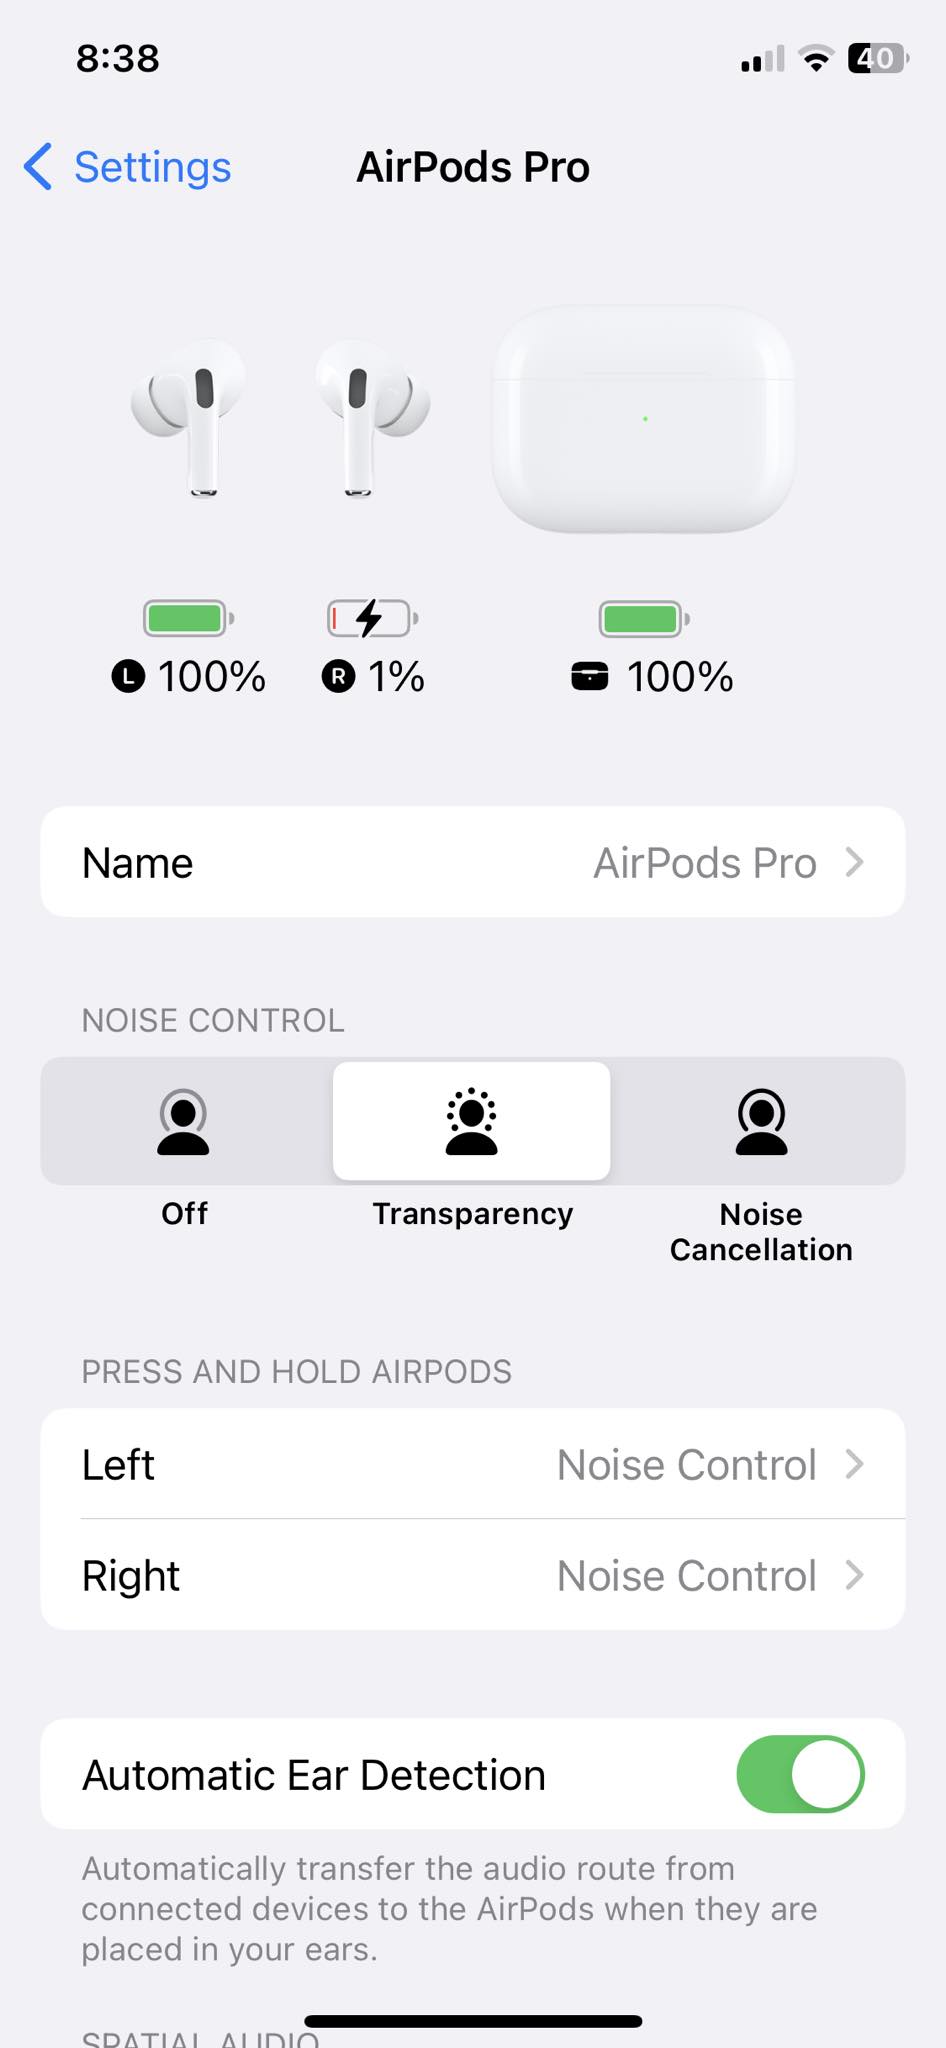 8:38
40
Settings
AirPods Pro
L 100%
R 1%
100%
Name AirPods Pro
NOISE CONTROL
Off
Transparency
Noise
Cancellation
PRESS AND HOLD AIRPODS
Left Noise Control
Right Noise Control
Automatic Ear Detection
Automatically transfer the audio route from
connected devices to the AirPods when they are
placed in your ears.
SPATIAL AUDIO